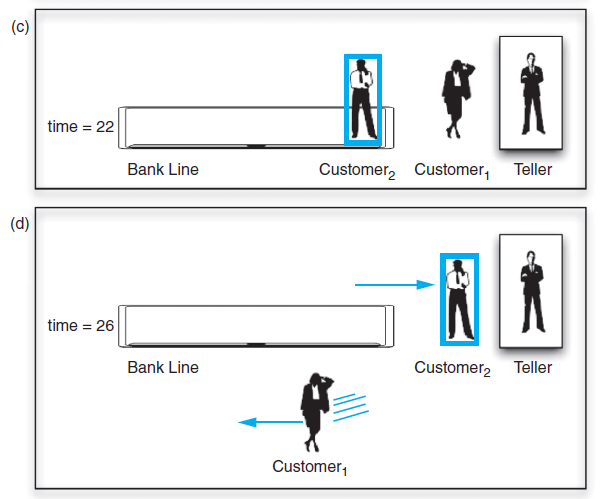 (c)
time = 22
Bank Line Customer₂ Customer₁ Teller
(d)
time = 26
Bank Line Customer₂ Teller
Customer₁